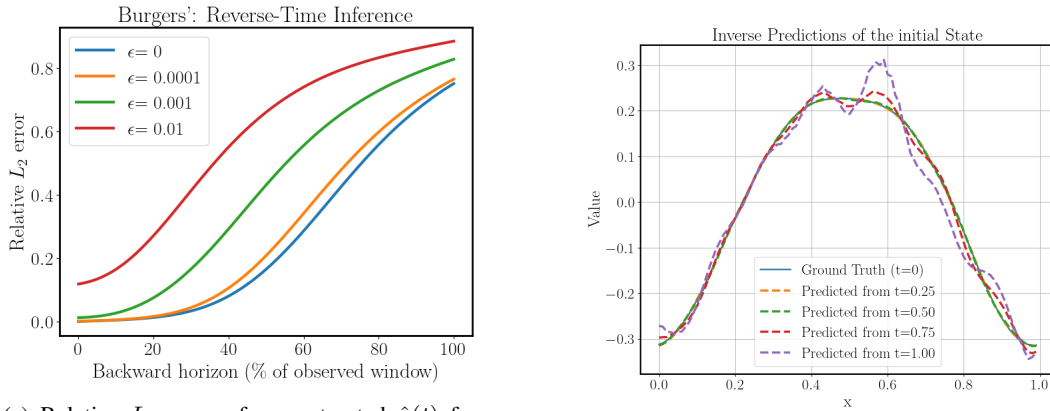 Burgers': Reverse-Time Inference
ϵ= 0
ϵ= 0.0001
ϵ= 0.001
ϵ= 0.01
Relative L₂ error
0.8
0.6
0.4
0.2
0.0
0 20 40 60 80 100
Backward horizon (% of observed window)
Inverse Predictions of the initial State
Value
0.3
0.2
0.1
0.0
−0.1
−0.2
−0.3
Ground Truth (t=0)
Predicted from t=0.25
Predicted from t=0.50
Predicted from t=0.75
Predicted from t=1.00
0.0 0.2 0.4 0.6 0.8 1.0
x